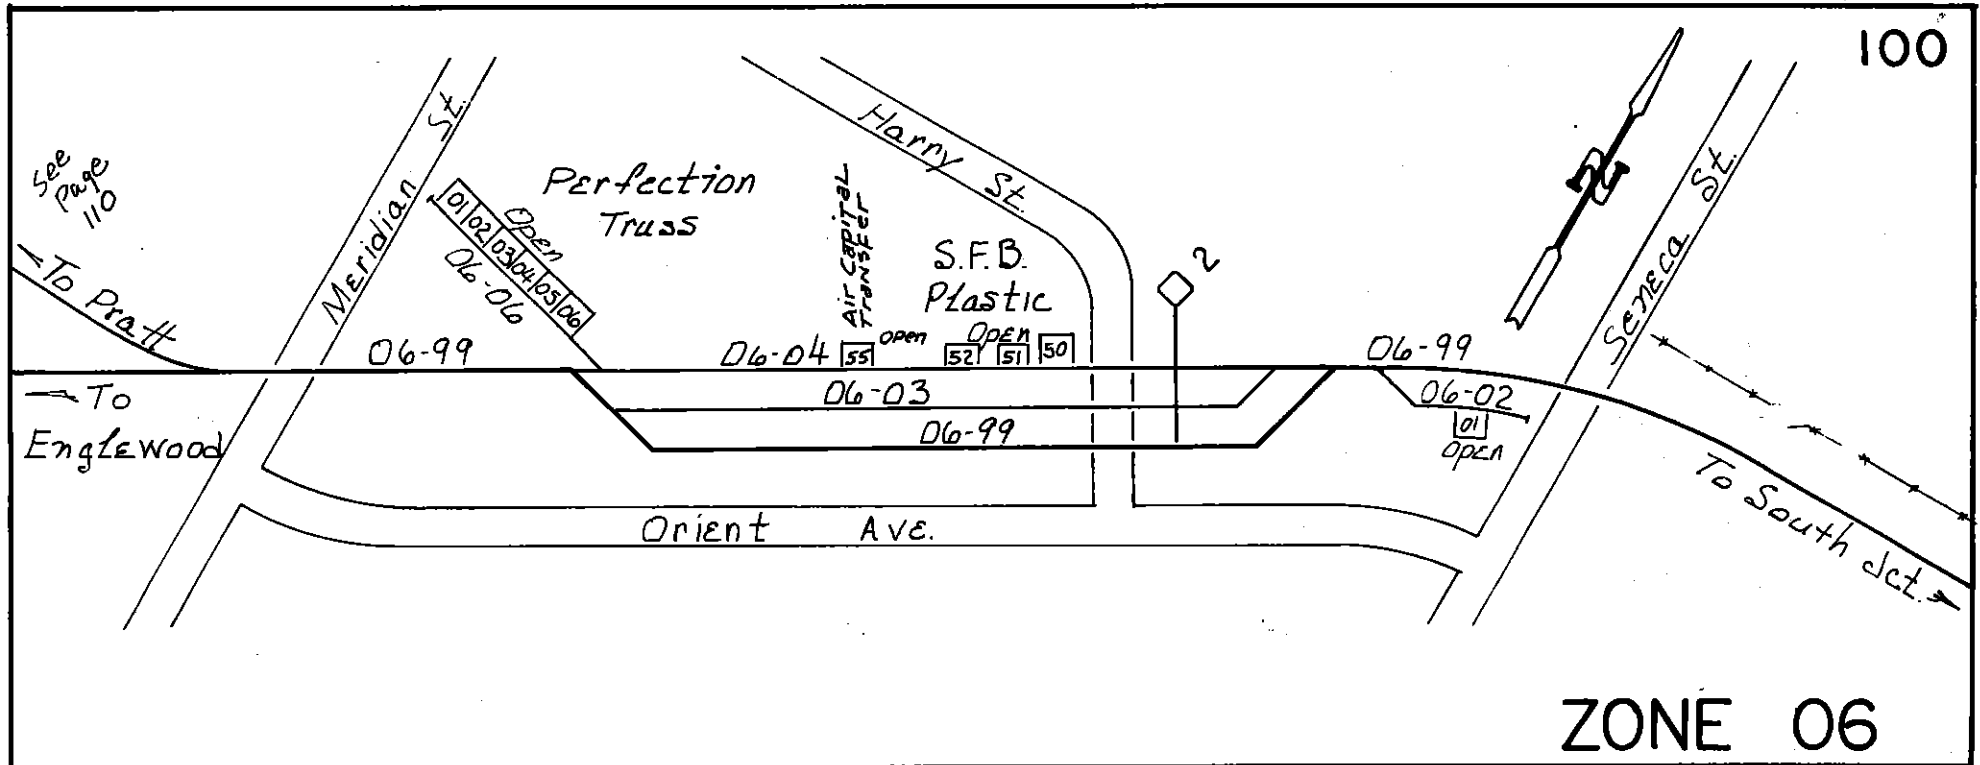 100
See
Page
110
To Pratt
To
Englewood
Meridian St.
01 02 03 04 05 06
Open
06-06
Perfection
Truss
Air Capital
Transfer
Harry St.
S.F.B.
Plastic
Open
2
N
Seneca St.
06-99
06-04
55
open
52
51
50
06-99
06-03
06-02
01
open
06-99
To South Jct.
Orient Ave.
ZONE 06